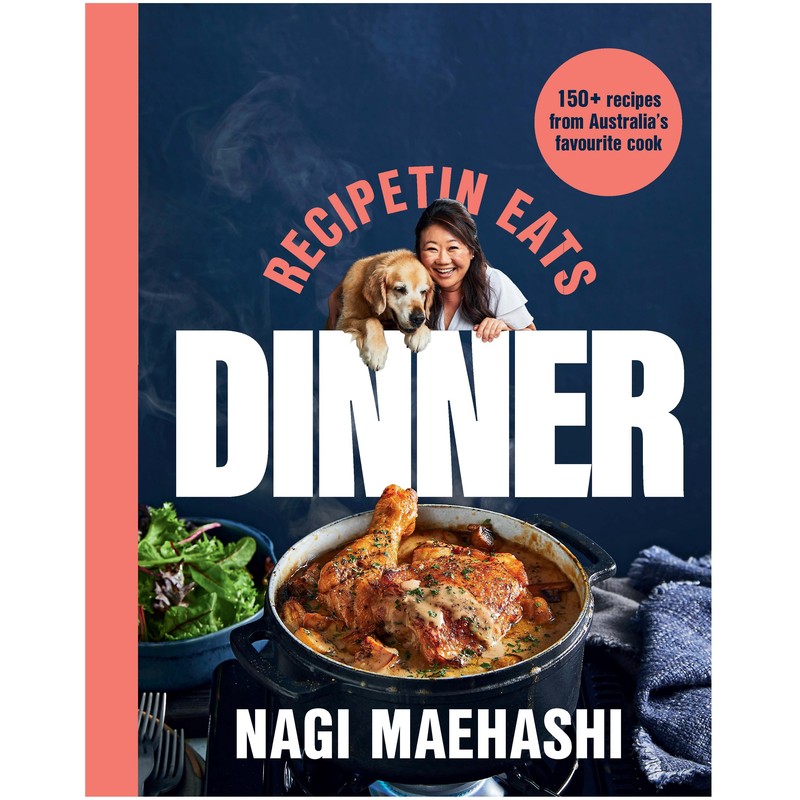 150+ recipes
from Australia's
favourite cook
RECIPETIN EATS
DINNER
NAGI MAEHASHI